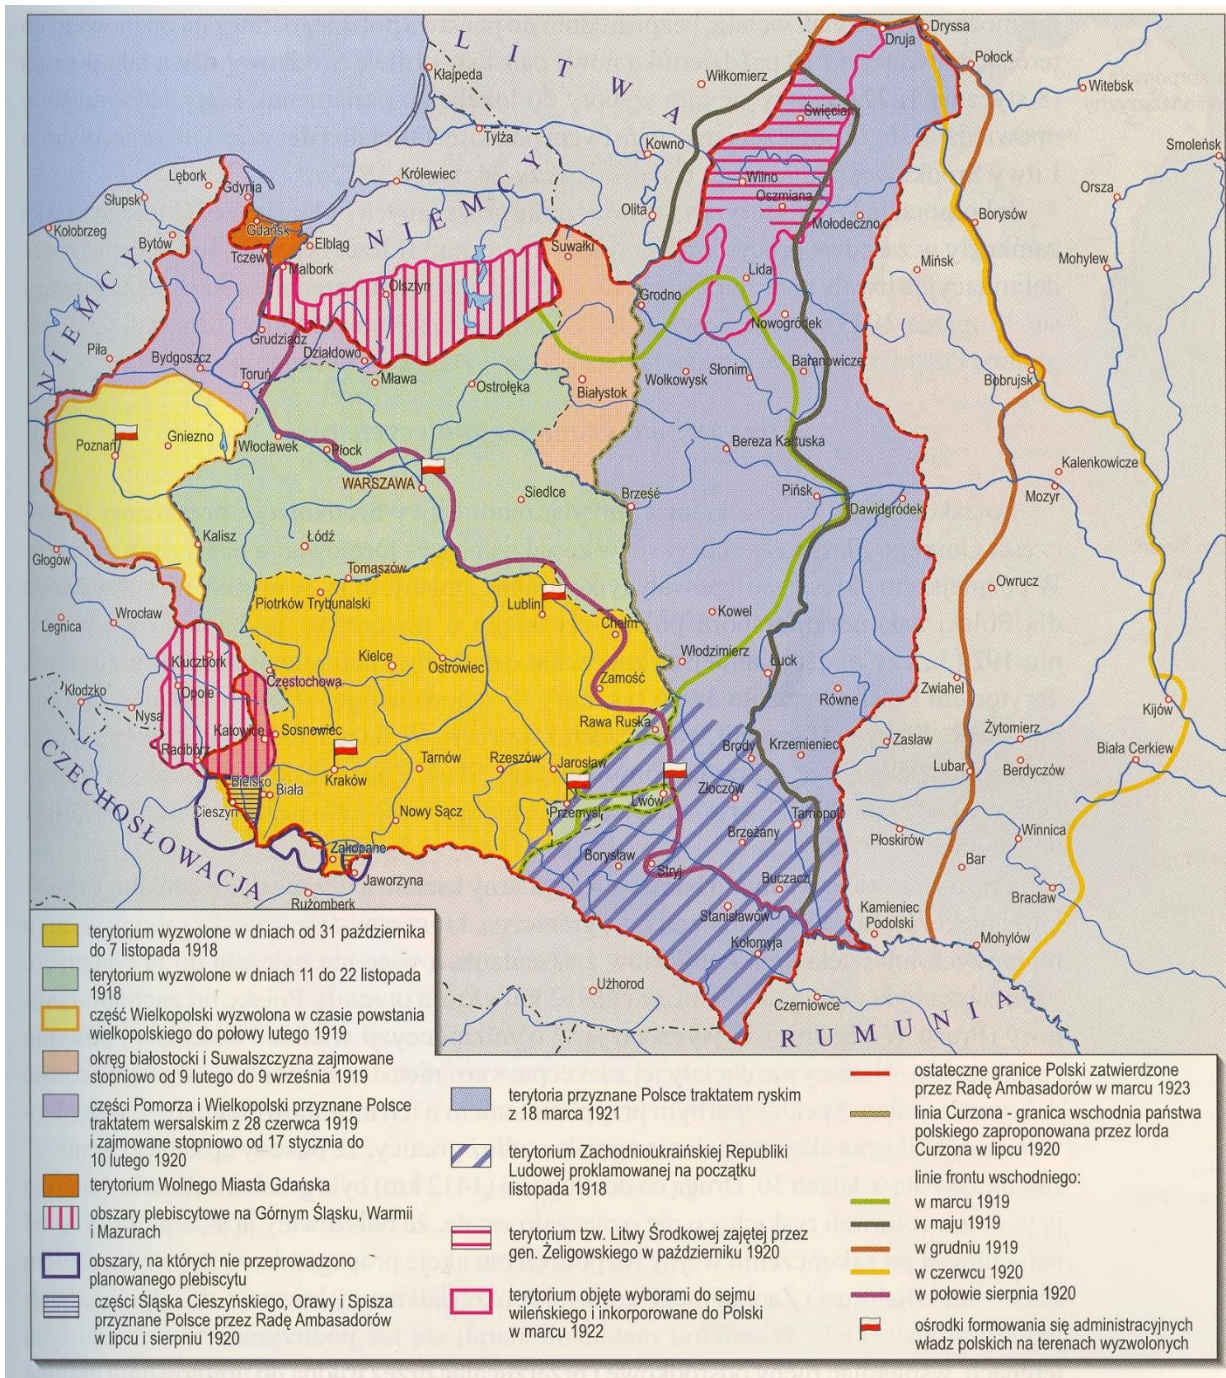 LITWA
NIEMCY
NIEMCY
CZECHOSŁOWACJA
RUMUNIA
Dryssa
Druja
Połock
Kłajpeda
Wiłkomierz
Witebsk
Święciany
Tylża
Kowno
Smoleńsk
Lębork
Gdynia
Królewiec
Wilno
Słupsk
Oszmiana
Orsza
Olita
Kołobrzeg
Gdańsk
Mołodeczno
Borysów
Bytów
Elbląg
Suwałki
Tczew
Malbork
Mińsk
Mohylew
Olsztyn
Lida
Grodno
Nowogródek
Grudziądz
Piła
Działdowo
Bydgoszcz
Baranowicze
Toruń
Mława
Ostrołęka
Białystok
Wołkowysk
Słonim
Bobrujsk
Poznań
Gniezno
Włocławek
Płock
Bereza Kartuska
Kalenkowicze
WARSZAWA
Siedlce
Brześć
Pińsk
Mozyr
Dawidgródek
Kalisz
Łódź
Głogów
Tomaszów
Owrucz
Piotrków Trybunalski
Lublin
Kowel
Wrocław
Legnica
Chełm
Kluczbork
Kielce
Ostrowiec
Włodzimierz
Łuck
Częstochowa
Zamość
Zwiahel
Kłodzko
Opole
Równe
Nysa
Kijów
Rawa Ruska
Katowice
Sosnowiec
Żytomierz
Racibórz
Brody
Krzemieniec
Zasław
Biała Cerkiew
Tarnów
Rzeszów
Jarosław
Kraków
Lubar
Berdyczów
Bielsko
Biała
Złoczów
Cieszyn
Nowy Sącz
Przemyśl
Lwów
Tarnopol
Płoskirów
Winnica
Brzeżany
Zakopane
Borysław
Stryj
Bar
Jaworzyna
Buczacz
Bracław
Rużomberk
Stanisławów
Kamieniec
Podolski
Kołomyja
Mohylów
Użhorod
Czerniowce
terytorium wyzwolone w dniach od 31 października
do 7 listopada 1918
terytorium wyzwolone w dniach 11 do 22 listopada
1918
część Wielkopolski wyzwolona w czasie powstania
wielkopolskiego do połowy lutego 1919
okręg białostocki i Suwalszczyzna zajmowane
stopniowo od 9 lutego do 9 września 1919
części Pomorza i Wielkopolski przyznane Polsce
traktatem wersalskim z 28 czerwca 1919
i zajmowane stopniowo od 17 stycznia do
10 lutego 1920
terytorium Wolnego Miasta Gdańska
obszary plebiscytowe na Górnym Śląsku, Warmii
i Mazurach
obszary, na których nie przeprowadzono
planowanego plebiscytu
części Śląska Cieszyńskiego, Orawy i Spisza
przyznane Polsce przez Radę Ambasadorów
w lipcu i sierpniu 1920
terytoria przyznane Polsce traktatem ryskim
z 18 marca 1921
terytorium Zachodnioukraińskiej Republiki
Ludowej proklamowanej na początku
listopada 1918
terytorium tzw. Litwy Środkowej zajętej przez
gen. Żeligowskiego w październiku 1920
terytorium objęte wyborami do sejmu
wileńskiego i inkorporowane do Polski
w marcu 1922
ostateczne granice Polski zatwierdzone
przez Radę Ambasadorów w marcu 1923
linia Curzona - granica wschodnia państwa
polskiego zaproponowana przez lorda
Curzona w lipcu 1920
linie frontu wschodniego:
w marcu 1919
w maju 1919
w grudniu 1919
w czerwcu 1920
w połowie sierpnia 1920
ośrodki formowania się administracyjnych
władz polskich na terenach wyzwolonych